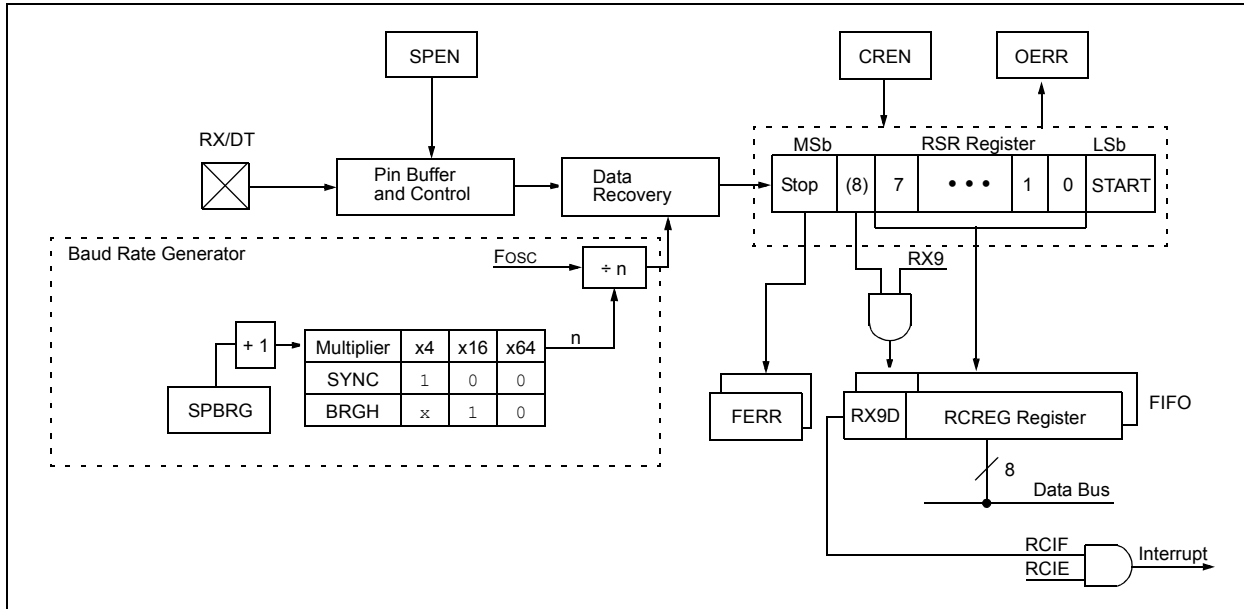 SPEN
CREN
OERR
RX/DT
Pin Buffer
and Control
Data
Recovery
MSb RSR Register LSb
Stop (8) 7 • • • 1 0 START
Baud Rate Generator
FOSC
÷ n
RX9
+ 1
n
Multiplier x4 x16 x64
SYNC 1 0 0
BRGH x 1 0
SPBRG
FERR
RX9D RCREG Register
FIFO
8
Data Bus
RCIF
RCIE
Interrupt